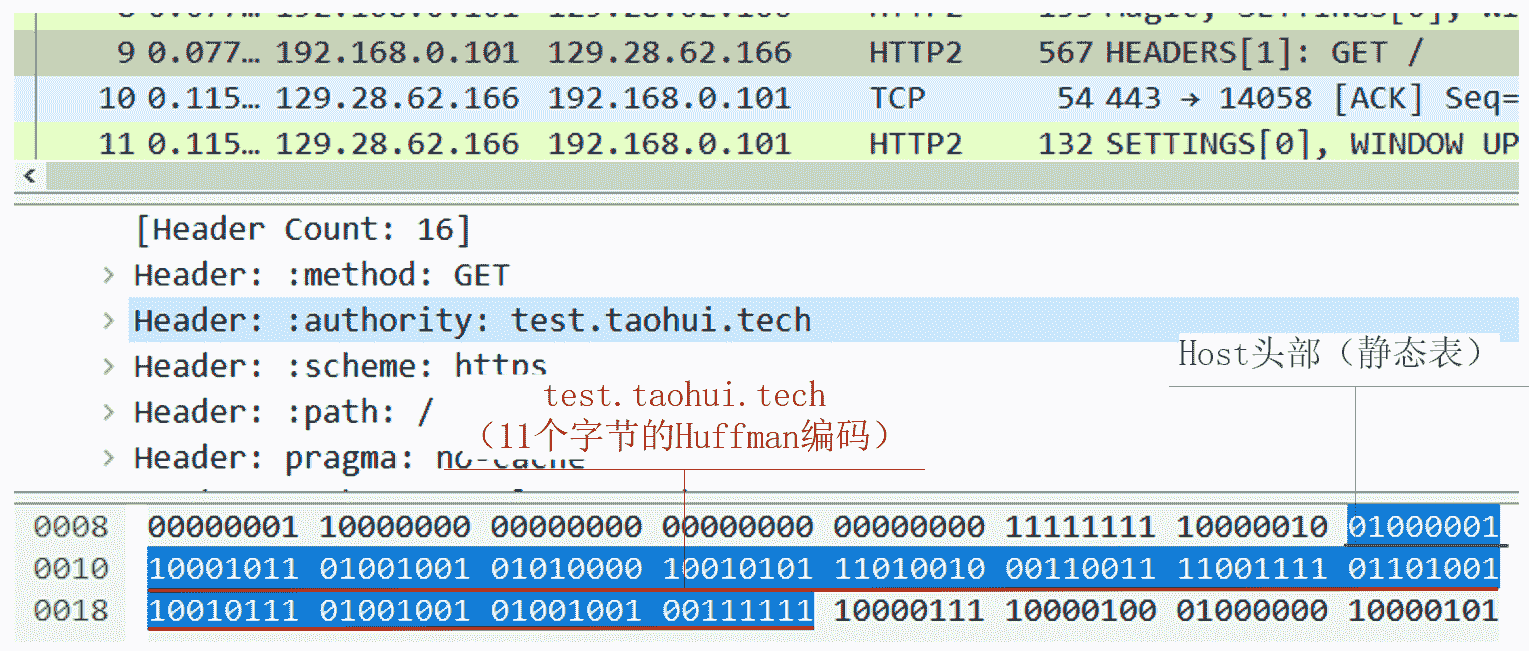 9 0.077… 192.168.0.101 129.28.62.166 HTTP2 567 HEADERS[1]: GET /
10 0.115… 129.28.62.166 192.168.0.101 TCP 54 443 → 14058 [ACK] Seq=
11 0.115… 129.28.62.166 192.168.0.101 HTTP2 132 SETTINGS[0], WINDOW UP
[Header Count: 16]
Header: :method: GET
Header: :authority: test.taohui.tech
Header: :scheme: https
Host头部（静态表）
test.taohui.tech
Header: :path: /
（11个字节的Huffman编码）
Header: pragma: no-cache
0008 00000001 10000000 00000000 00000000 00000000 11111111 10000010 01000001
0010 10001011 01001001 01010000 10010101 11010010 00110011 11001111 01101001
0018 10010111 01001001 01001001 00111111 10000111 10000100 01000000 10000101